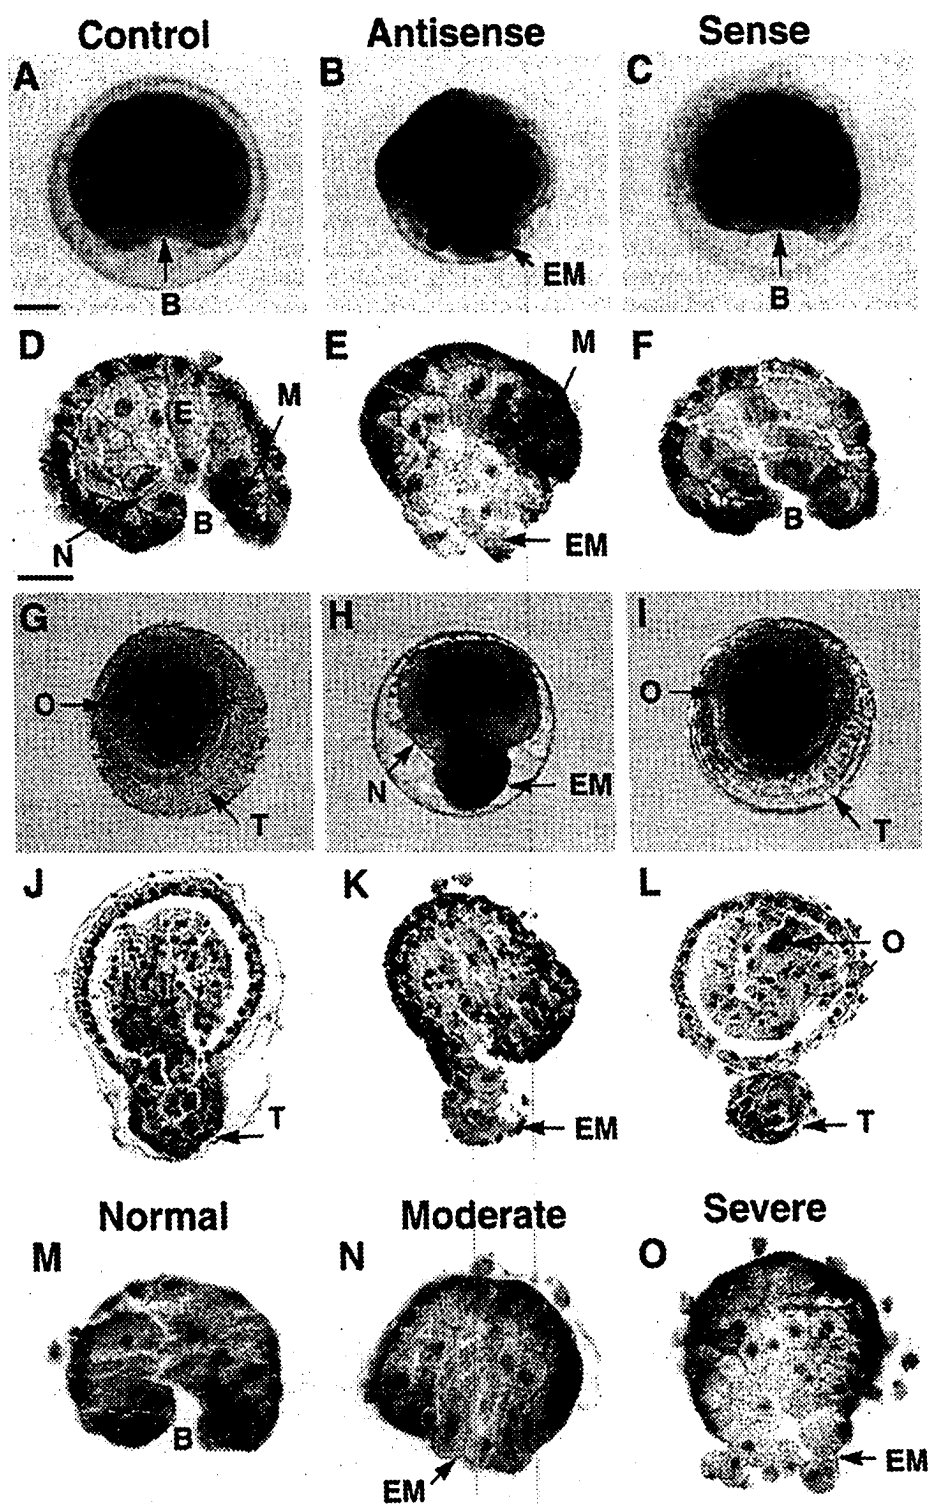 Control Antisense Sense
A B C
EM
B B
D E M F
M
E
B B
N EM
G H I
O O
N EM
T T
J K L
O
T EM T
Normal Moderate Severe
M N O
B
EM EM